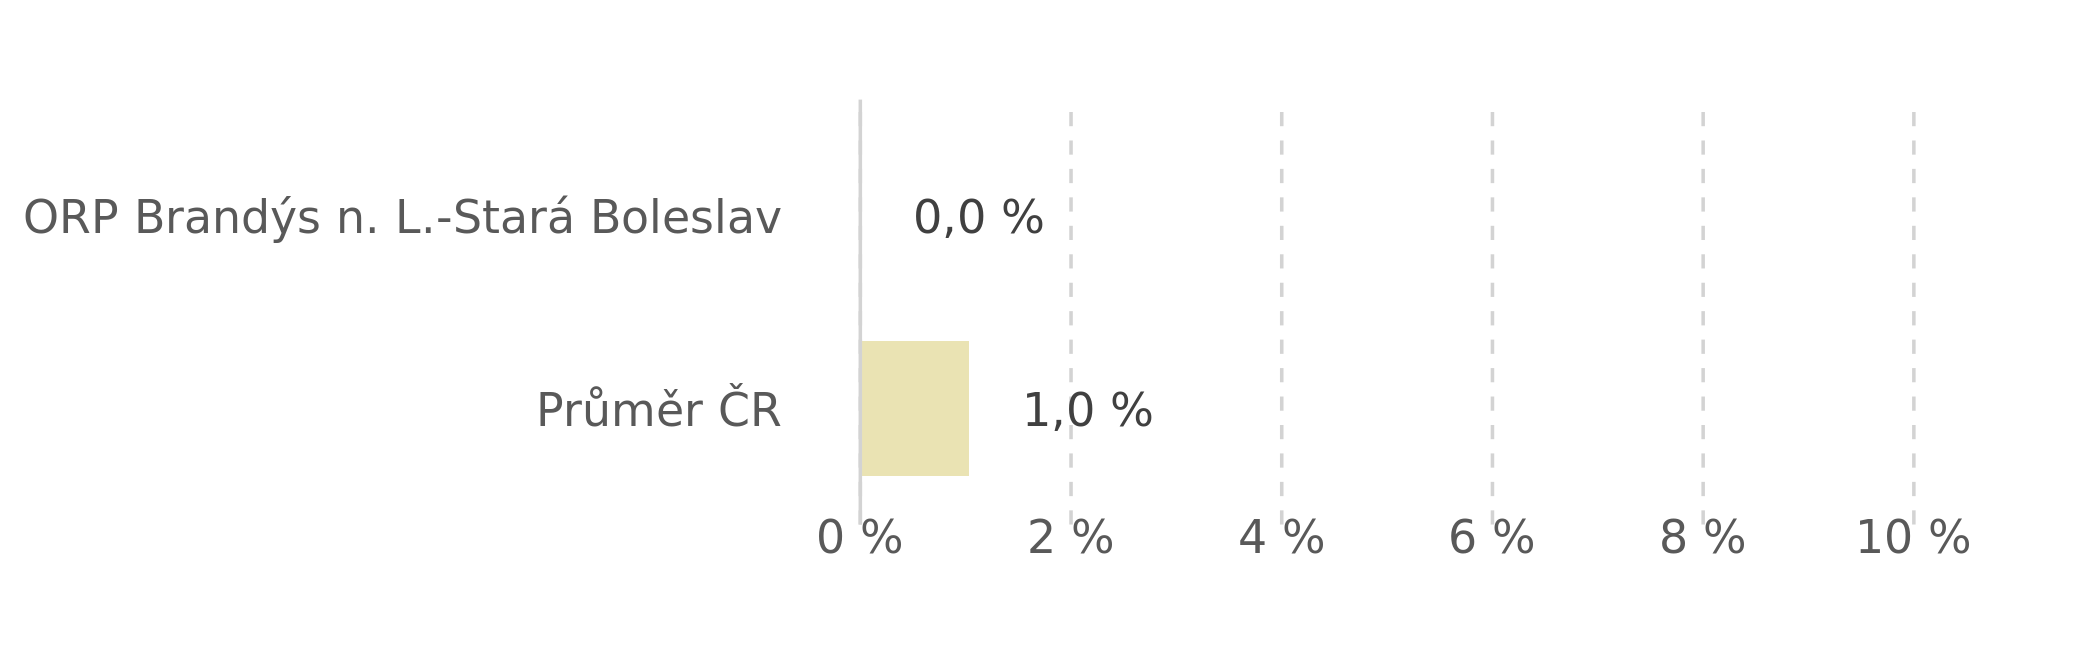 ORP Brandýs n. L.-Stará Boleslav 0,0 %
Průměr ČR 1,0 %
0 % 2 % 4 % 6 % 8 % 10 %